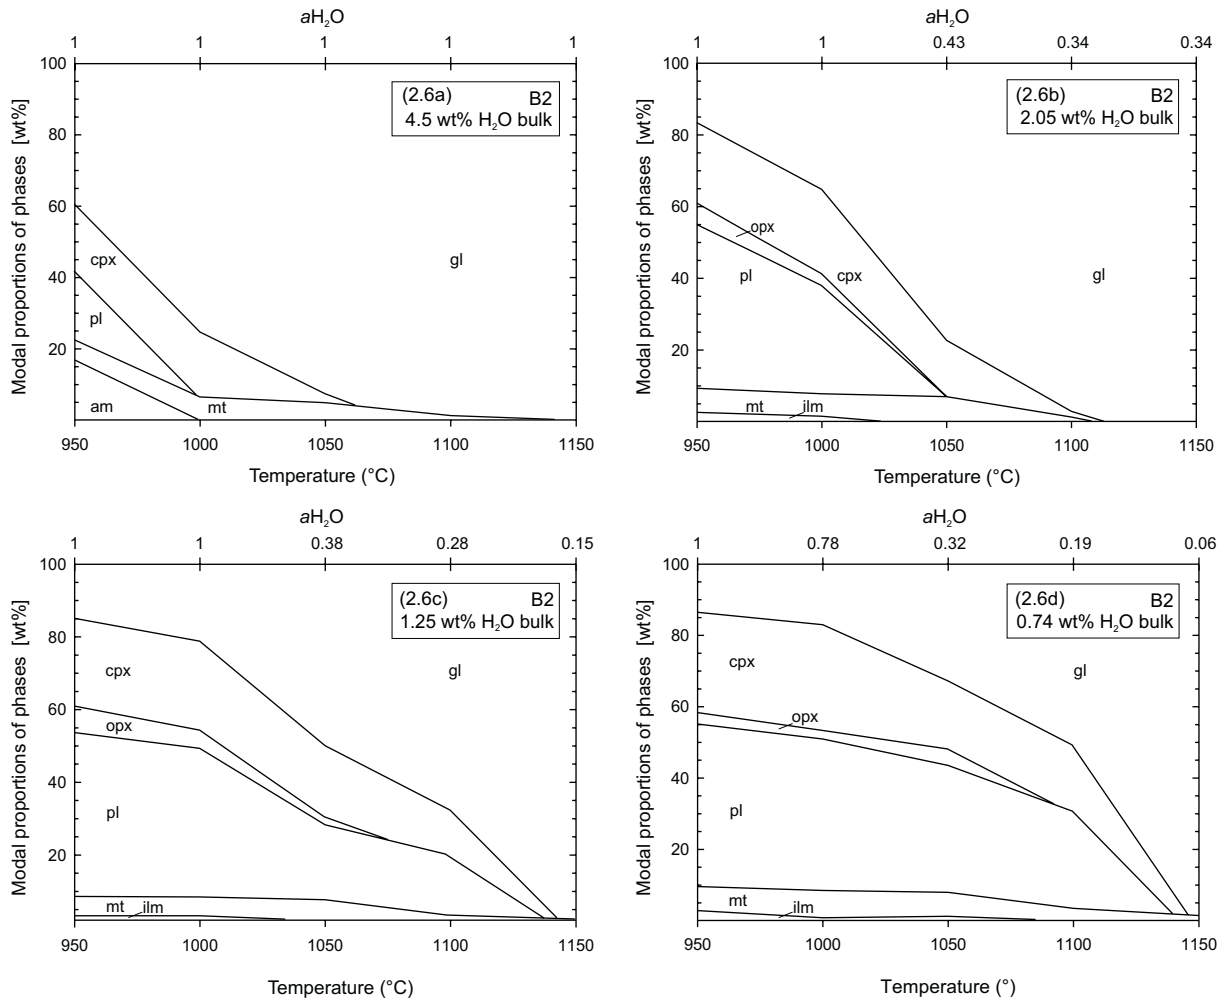 aH₂O
1 1 1 1 1
100
80
60
40
20
Modal proportions of phases [wt%]
(2.6a) B2
4.5 wt% H₂O bulk
cpx
gl
pl
am
mt
950 1000 1050 1100 1150
Temperature (°C)
aH₂O
1 1 0.43 0.34 0.34
100
80
60
40
20
Modal proportions of phases [wt%]
(2.6b) B2
2.05 wt% H₂O bulk
opx
pl
cpx
gl
mt
ilm
950 1000 1050 1100 1150
Temperature (°C)
aH₂O
1 1 0.38 0.28 0.15
100
80
60
40
20
Modal proportions of phases [wt%]
(2.6c) B2
1.25 wt% H₂O bulk
cpx
gl
opx
pl
mt
ilm
950 1000 1050 1100 1150
Temperature (°C)
aH₂O
1 0.78 0.32 0.19 0.06
100
80
60
40
20
Modal proportions of phases [wt%]
(2.6d) B2
0.74 wt% H₂O bulk
cpx
gl
opx
pl
mt
ilm
950 1000 1050 1100 1150
Temperature (°)